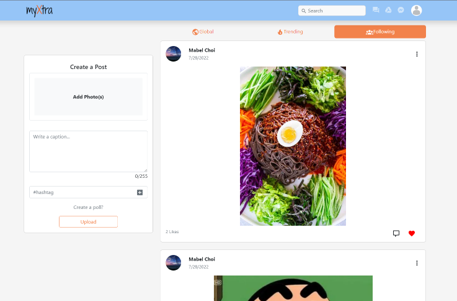 myXtra
Search
Global
Trending
Following
Create a Post
Add Photo(s)
Write a caption...
0/255
#hashtag
Create a poll?
Upload
Mabel Choi
7/28/2022
2 Likes
Mabel Choi
7/28/2022